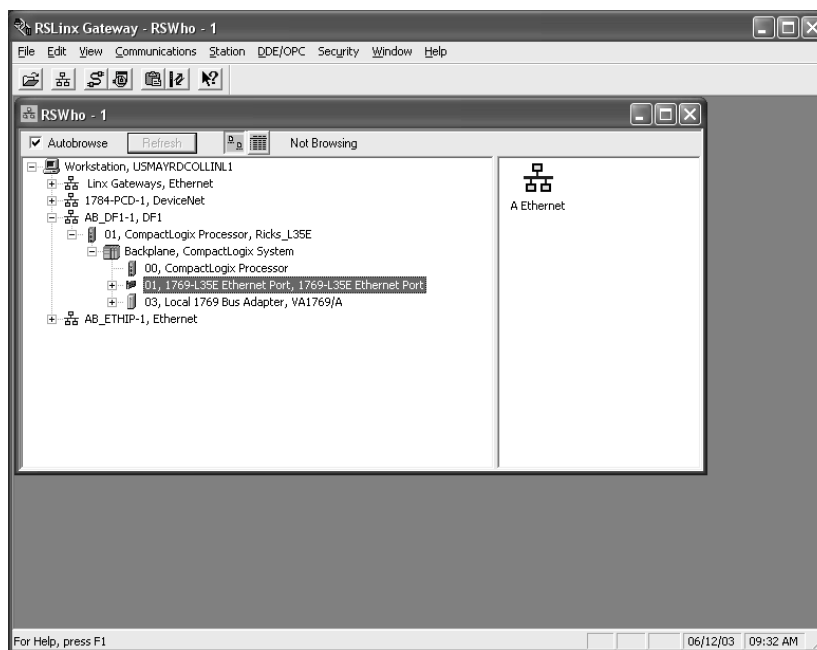 RSLinx Gateway - RSWho - 1
File Edit View Communications Station DDE/OPC Security Window Help
RSWho - 1
Autobrowse Refresh Not Browsing
Workstation, USMAYRDCOLLINL1
Linx Gateways, Ethernet
1784-PCD-1, DeviceNet
AB_DF1-1, DF1
01, CompactLogix Processor, Ricks_L35E
Backplane, CompactLogix System
00, CompactLogix Processor
01, 1769-L35E Ethernet Port, 1769-L35E Ethernet Port
03, Local 1769 Bus Adapter, VA1769/A
AB_ETHIP-1, Ethernet
A Ethernet
For Help, press F1 06/12/03 09:32 AM